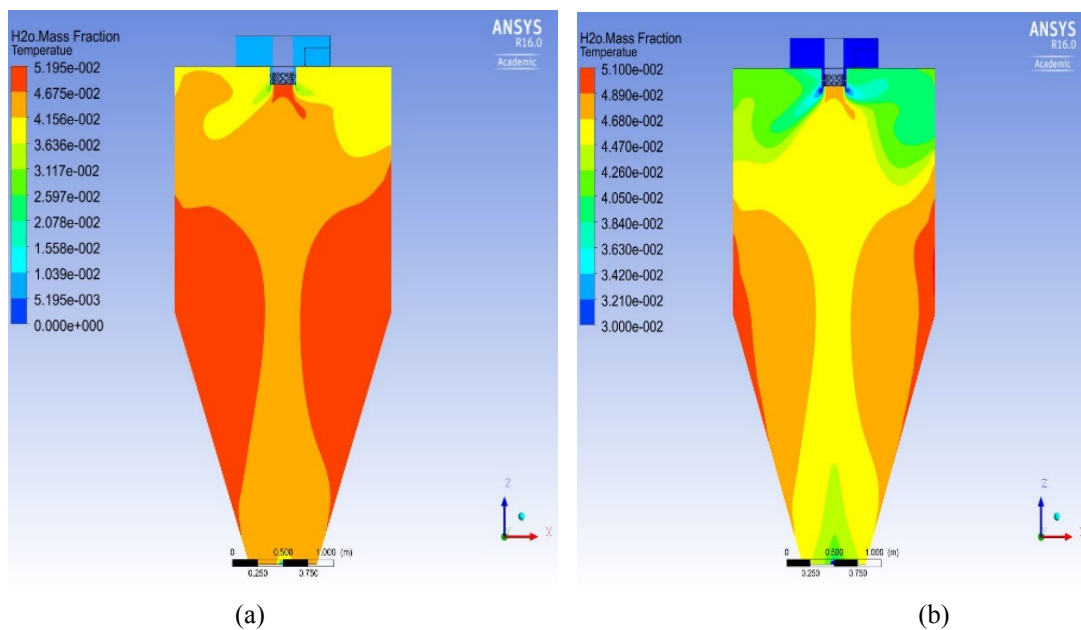 H2o.Mass Fraction
Temperatue
5.195e-002
4.675e-002
4.156e-002
3.636e-002
3.117e-002
2.597e-002
2.078e-002
1.558e-002
1.039e-002
5.195e-003
0.000e+000
ANSYS
R16.0
Academic
Z
Y
X
0 0.500 1.000 (m)
0.250 0.750
(a)
H2o.Mass Fraction
Temperatue
5.100e-002
4.890e-002
4.680e-002
4.470e-002
4.260e-002
4.050e-002
3.840e-002
3.630e-002
3.420e-002
3.210e-002
3.000e-002
ANSYS
R16.0
Academic
Z
0 0.500 1.000 (m)
0.250 0.750
(b)